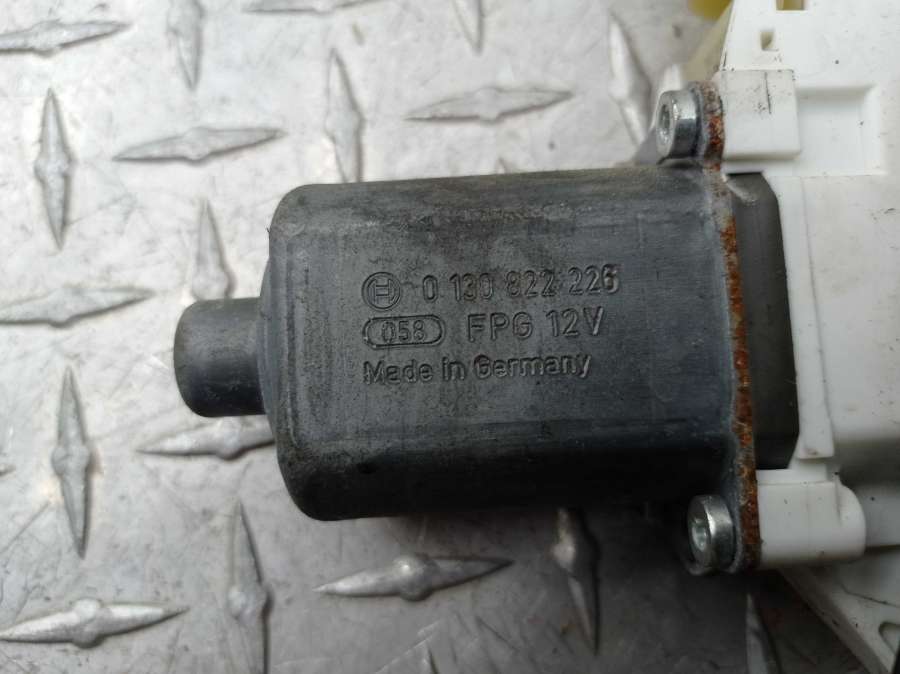 0 130 822 226
058 FPG 12V
Made in Germany